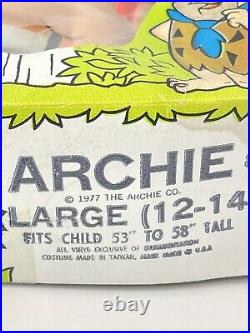 ARCHIE
© 1977 THE ARCHIE CO.
LARGE (12-14
FITS CHILD 53" TO 58" TALL
ALL VINYL EXCLUSIVE OF ORNAMENTATION
COSTUME MADE IN TAIWAN, MASK MADE IN U.S.A